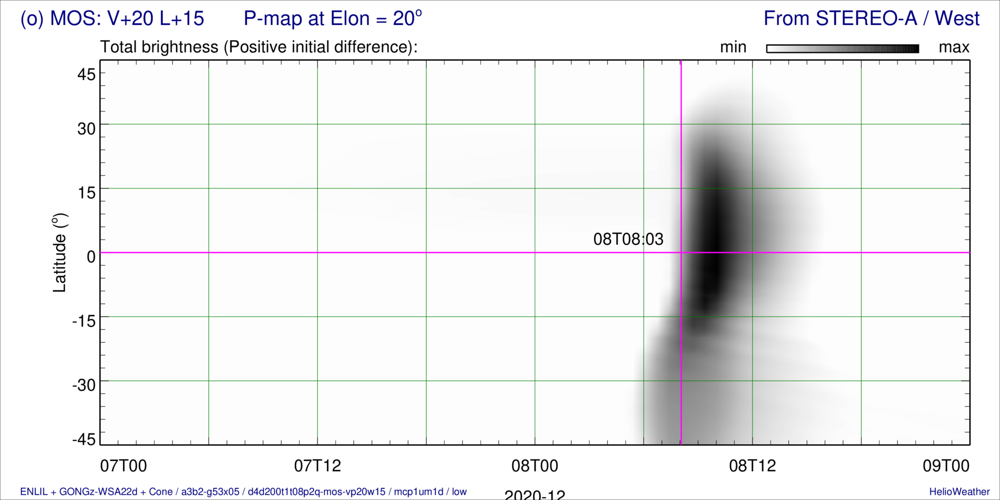 (o) MOS: V+20 L+15 P-map at Elon = 20° From STEREO-A / West
Total brightness (Positive initial difference): min max
45
30
15
08T08:03
0
-15
-30
-45
Latitude (°)
07T00 07T12 08T00 08T12 09T00
ENLIL + GONGz-WSA22d + Cone / a3b2-g53x05 / d4d200t1t08p2q-mos-vp20w15 / mcp1um1d / low 2020-12 HelioWeather